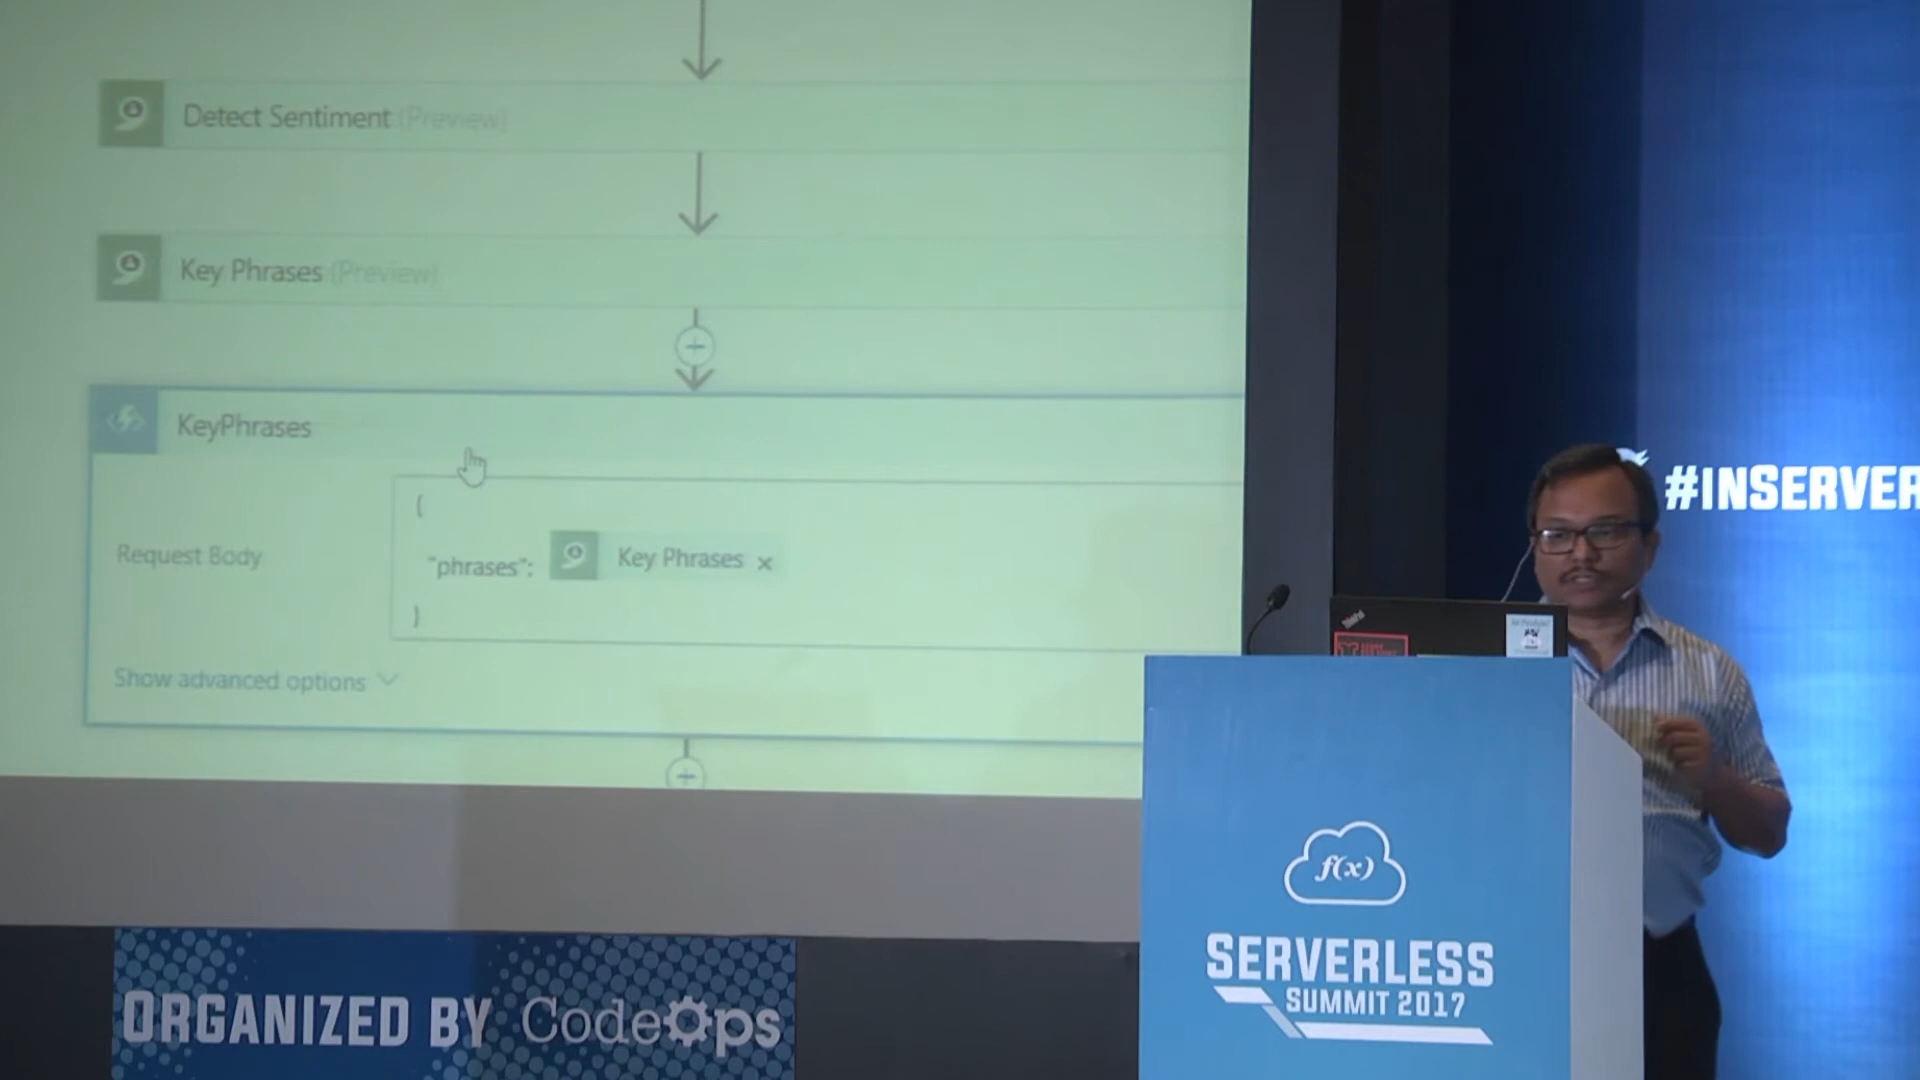 Detect Sentiment (Preview)
Key Phrases (Preview)
KeyPhrases
{
Request Body
"phrases": Key Phrases ×
}
Show advanced options
#INSERVER
ThinkPad
f(x)
SERVERLESS
SUMMIT 2017
ORGANIZED BY CodeOps